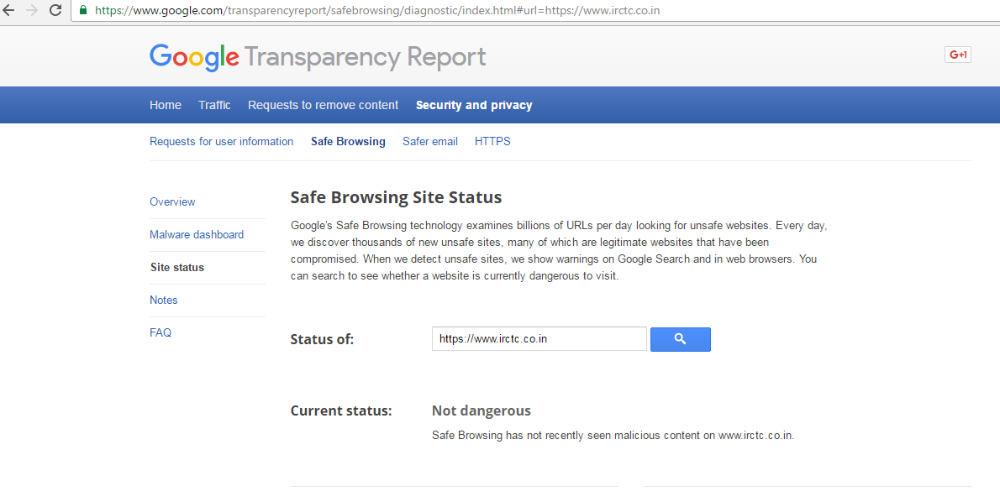 https://www.google.com/transparencyreport/safebrowsing/diagnostic/index.html#url=https://www.irctc.co.in
Google Transparency Report
G+1
Home Traffic Requests to remove content Security and privacy
Requests for user information Safe Browsing Safer email HTTPS
Overview
Malware dashboard
Site status
Notes
FAQ
Safe Browsing Site Status
Google's Safe Browsing technology examines billions of URLs per day looking for unsafe websites. Every day,
we discover thousands of new unsafe sites, many of which are legitimate websites that have been
compromised. When we detect unsafe sites, we show warnings on Google Search and in web browsers. You
can search to see whether a website is currently dangerous to visit.
Status of: https://www.irctc.co.in
Current status: Not dangerous
Safe Browsing has not recently seen malicious content on www.irctc.co.in.